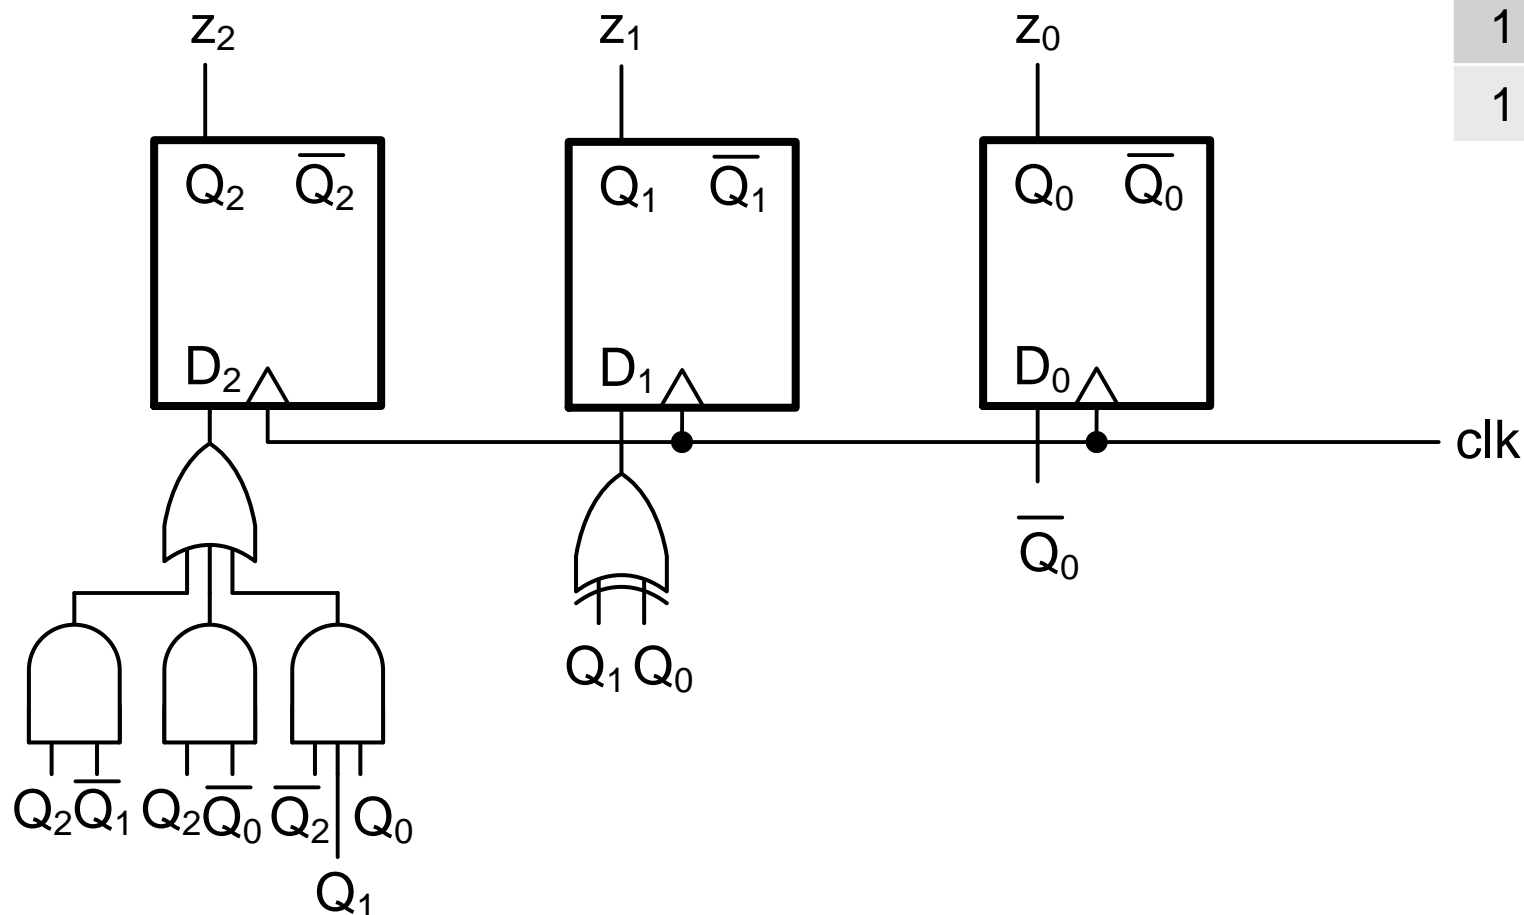 z₂ z₁ z₀ 1
1
Q₂ Q̅₂ Q₁ Q̅₁ Q₀ Q̅₀
D₂ D₁ D₀
clk
Q̅₀
Q₁ Q₀
Q₂ Q̅₁ Q₂ Q̅₀ Q̅₂ Q₀
Q₁